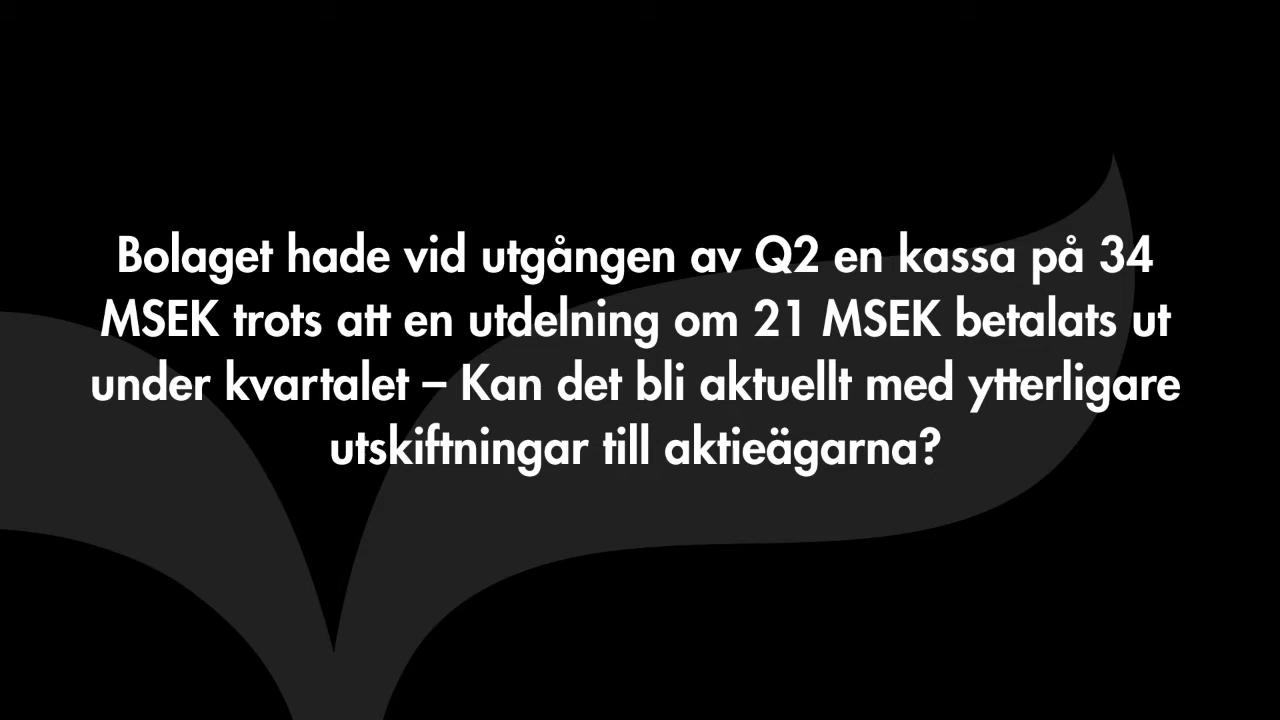 Bolaget hade vid utgången av Q2 en kassa på 34
MSEK trots att en utdelning om 21 MSEK betalats ut
under kvartalet – Kan det bli aktuellt med ytterligare
utskiftningar till aktieägarna?